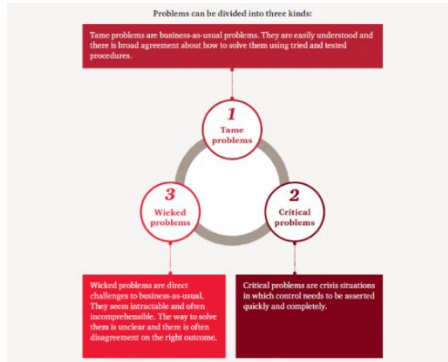 Problems can be divided into three kinds:
Tame problems are business-as-usual problems. They are easily understood and
there is broad agreement about how to solve them using tried and tested
procedures.
1
Tame
problems
3
Wicked
problems
2
Critical
problems
Wicked problems are direct
challenges to business-as-usual.
They seem intractable and often
incomprehensible. The way to solve
them is unclear and there is often
disagreement on the right outcome.
Critical problems are crisis situations
in which control needs to be asserted
quickly and completely.